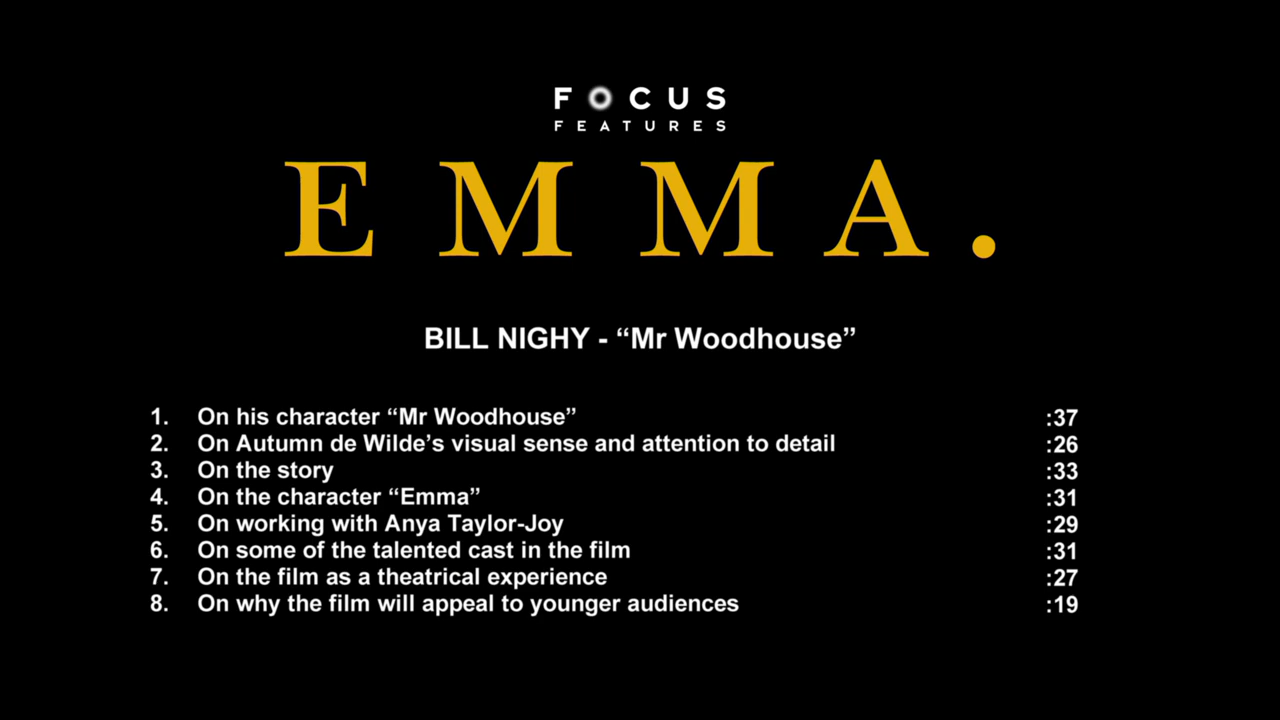 FOCUS
FEATURES
EMMA.
BILL NIGHY - “Mr Woodhouse”
1. On his character “Mr Woodhouse” :37
2. On Autumn de Wilde’s visual sense and attention to detail :26
3. On the story :33
4. On the character “Emma” :31
5. On working with Anya Taylor-Joy :29
6. On some of the talented cast in the film :31
7. On the film as a theatrical experience :27
8. On why the film will appeal to younger audiences :19